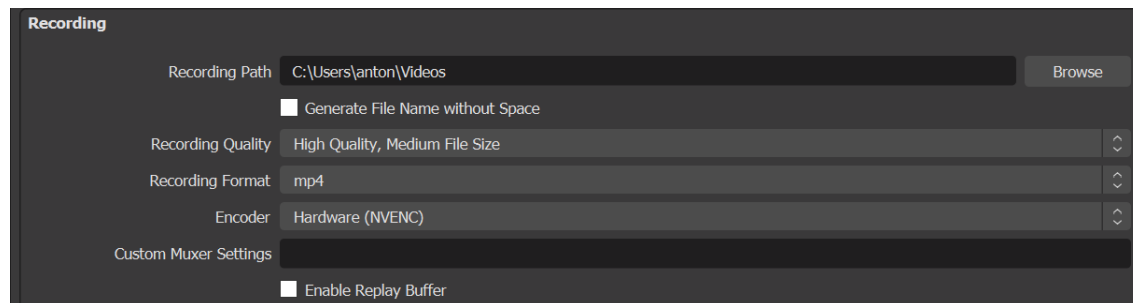 Recording
Recording Path C:\Users\anton\Videos Browse
Generate File Name without Space
Recording Quality High Quality, Medium File Size
Recording Format mp4
Encoder Hardware (NVENC)
Custom Muxer Settings
Enable Replay Buffer